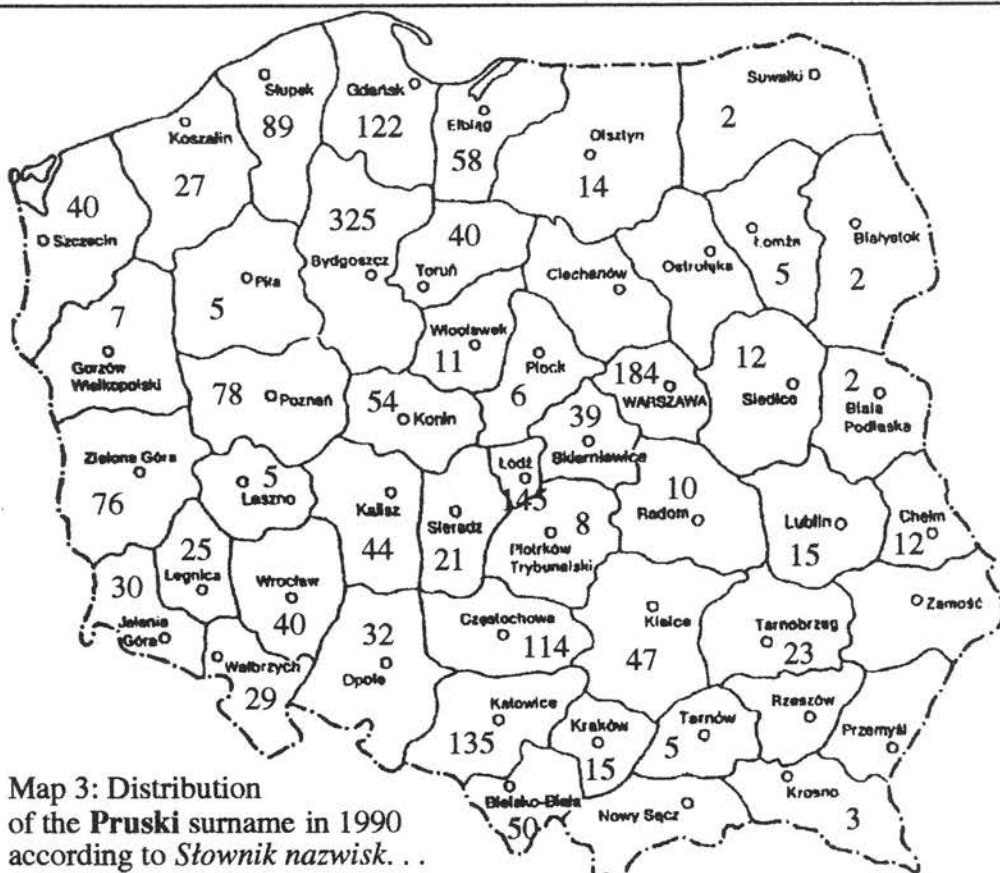 Słupsk
89
Gdańsk
122
Suwałki
2
Koszalin
27
Elbląg
58
Olsztyn
14
40
Szczecin
325
Bydgoszcz
40
Toruń
Łomża
5
Białystok
2
Ostrołęka
Ciechanów
Piła
5
7
Gorzów
Wielkopolski
Włocławek
11
Płock
6
184
WARSZAWA
12
Siedlce
2
Biała
Podlaska
78
Poznań
54
Konin
39
Skierniewice
Zielona Góra
76
5
Leszno
Kalisz
44
Sieradz
21
Łódź
145
8
Piotrków
Trybunalski
10
Radom
Lublin
15
Chełm
12
25
Legnica
30
Jelenia
Góra
Wrocław
40
Wałbrzych
29
32
Opole
Częstochowa
114
Kielce
47
Tarnobrzeg
23
Zamość
Katowice
135
Kraków
15
Tarnów
5
Rzeszów
Przemyśl
Bielsko-Biała
50
Nowy Sącz
Krosno
3
Map 3: Distribution
of the Pruski surname in 1990
according to Słownik nazwisk. . .